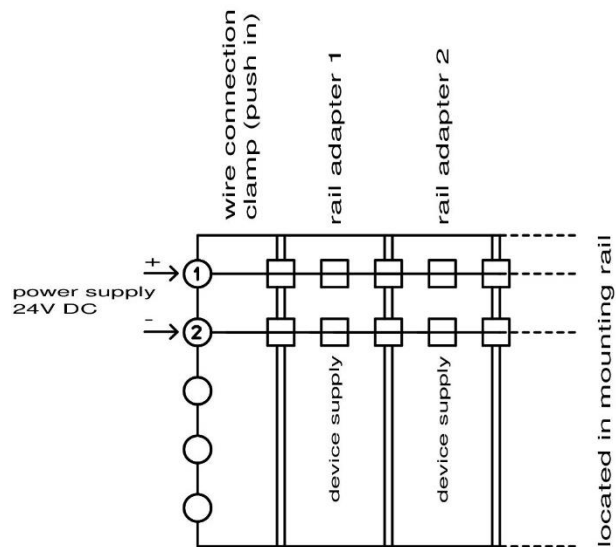 wire connection
clamp (push in)
rail adapter 1
rail adapter 2
+
1
power supply
24V DC
-
2
device supply
device supply
located in mounting rail